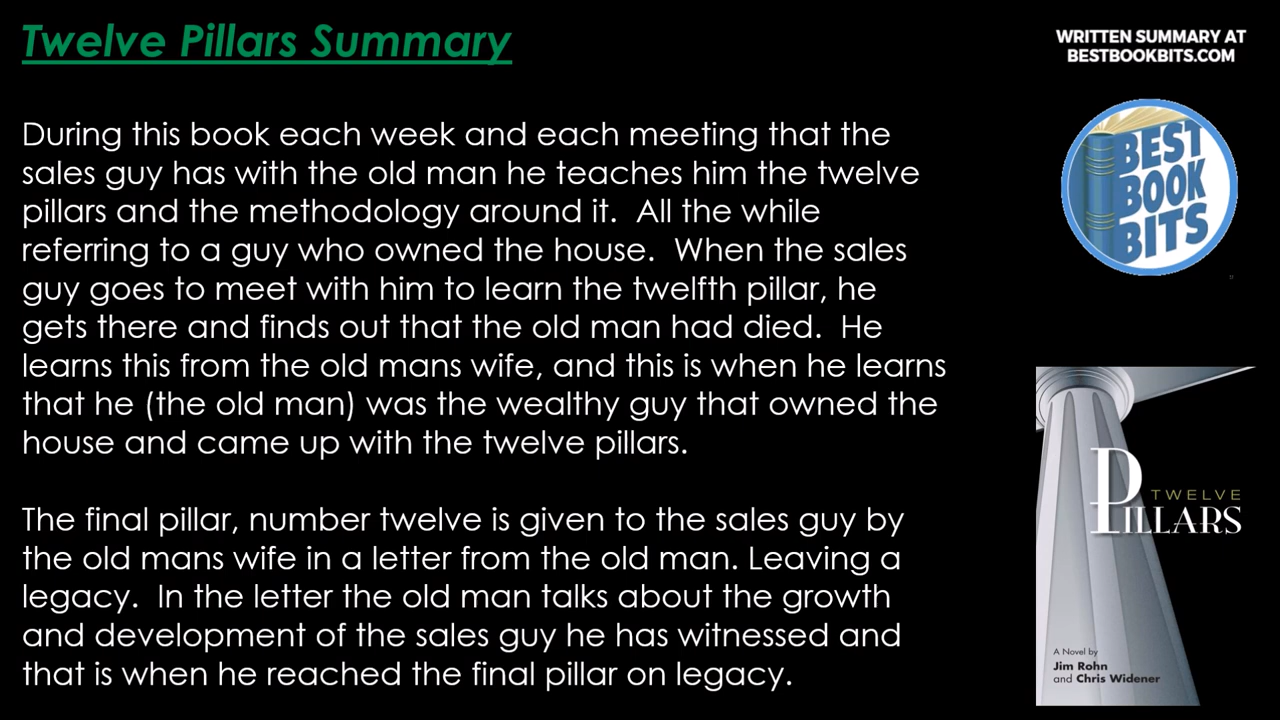 Twelve Pillars Summary
WRITTEN SUMMARY AT
BESTBOOKBITS.COM
During this book each week and each meeting that the
sales guy has with the old man he teaches him the twelve
pillars and the methodology around it.  All the while
referring to a guy who owned the house.  When the sales
guy goes to meet with him to learn the twelfth pillar, he
gets there and finds out that the old man had died.  He
learns this from the old mans wife, and this is when he learns
that he (the old man) was the wealthy guy that owned the
house and came up with the twelve pillars.
The final pillar, number twelve is given to the sales guy by
the old mans wife in a letter from the old man. Leaving a
legacy.  In the letter the old man talks about the growth
and development of the sales guy he has witnessed and
that is when he reached the final pillar on legacy.
BEST
BOOK
BITS
TWELVE
PILLARS
A Novel by
Jim Rohn
and Chris Widener